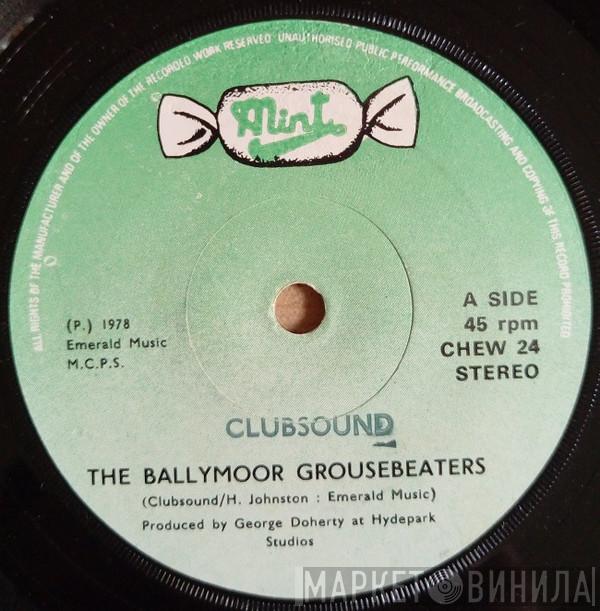 ALL RIGHTS OF THE MANUFACTURER AND OF THE OWNER OF THE RECORDED WORK RESERVED UNAUTHORISED PUBLIC PERFORMANCE BROADCASTING AND COPYING OF THIS RECORD PROHIBITED
Mint
(P.) 1978
Emerald Music
M.C.P.S.
A SIDE
45 rpm
CHEW 24
STEREO
CLUBSOUND
THE BALLYMOOR GROUSEBEATERS
(Clubsound/H. Johnston : Emerald Music)
Produced by George Doherty at Hydepark
Studios
МАРКЕТ ВИНИЛА